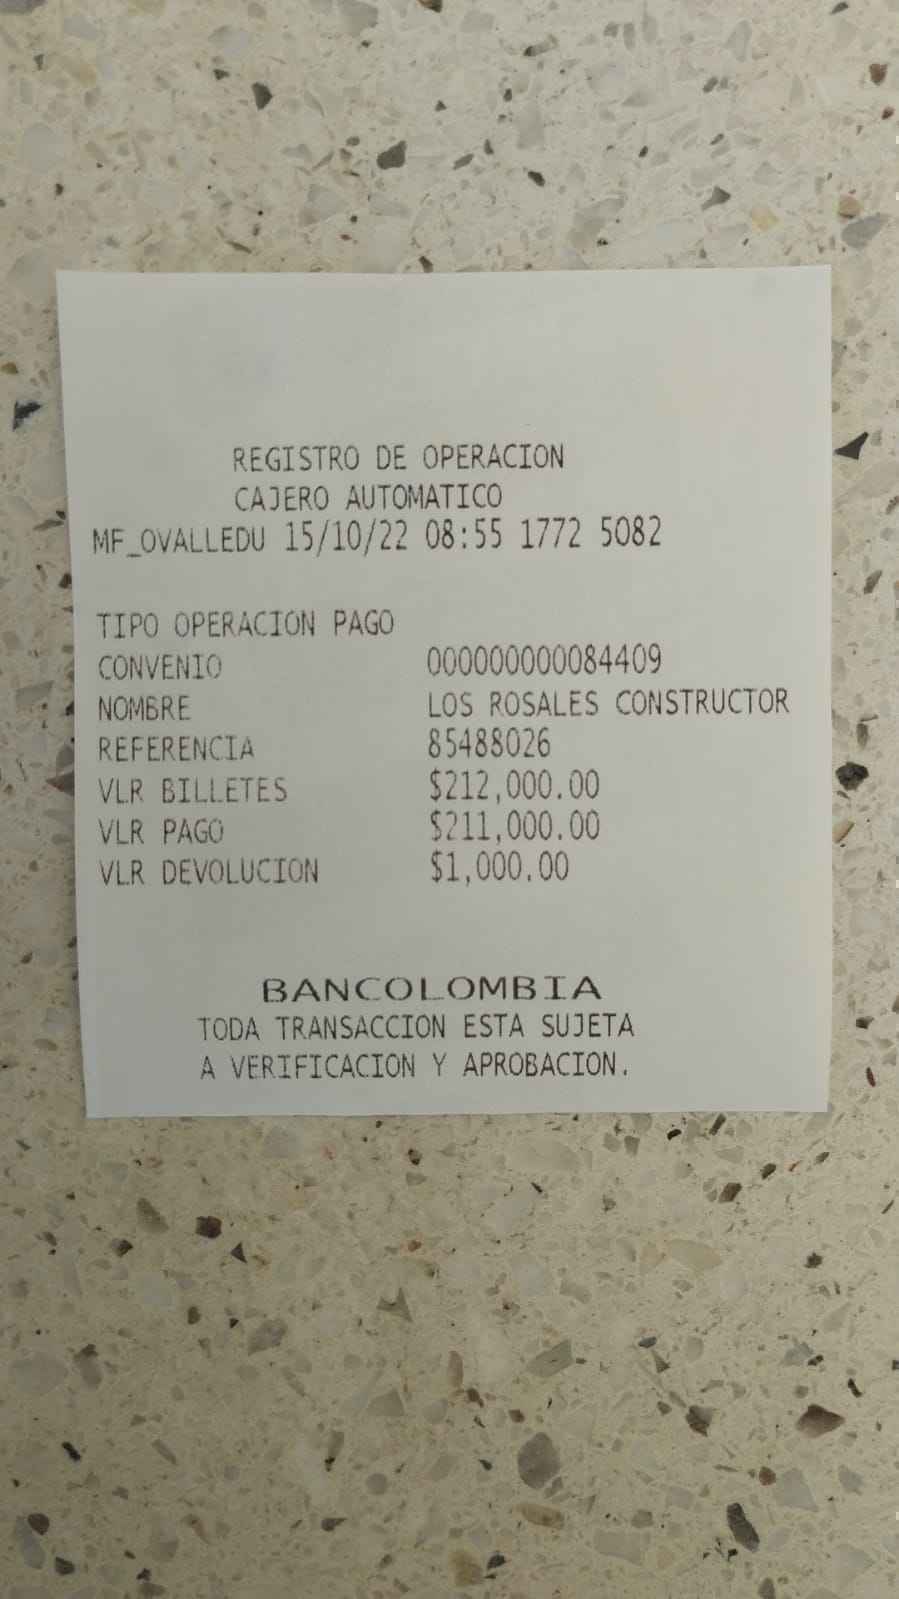 REGISTRO DE OPERACION
CAJERO AUTOMATICO
MF_OVALLEDU 15/10/22 08:55 1772 5082
TIPO OPERACION PAGO
CONVENIO 000000000084409
NOMBRE LOS ROSALES CONSTRUCTOR
REFERENCIA 85488026
VLR BILLETES $212,000.00
VLR PAGO $211,000.00
VLR DEVOLUCION $1,000.00
BANCOLOMBIA
TODA TRANSACCION ESTA SUJETA
A VERIFICACION Y APROBACION.